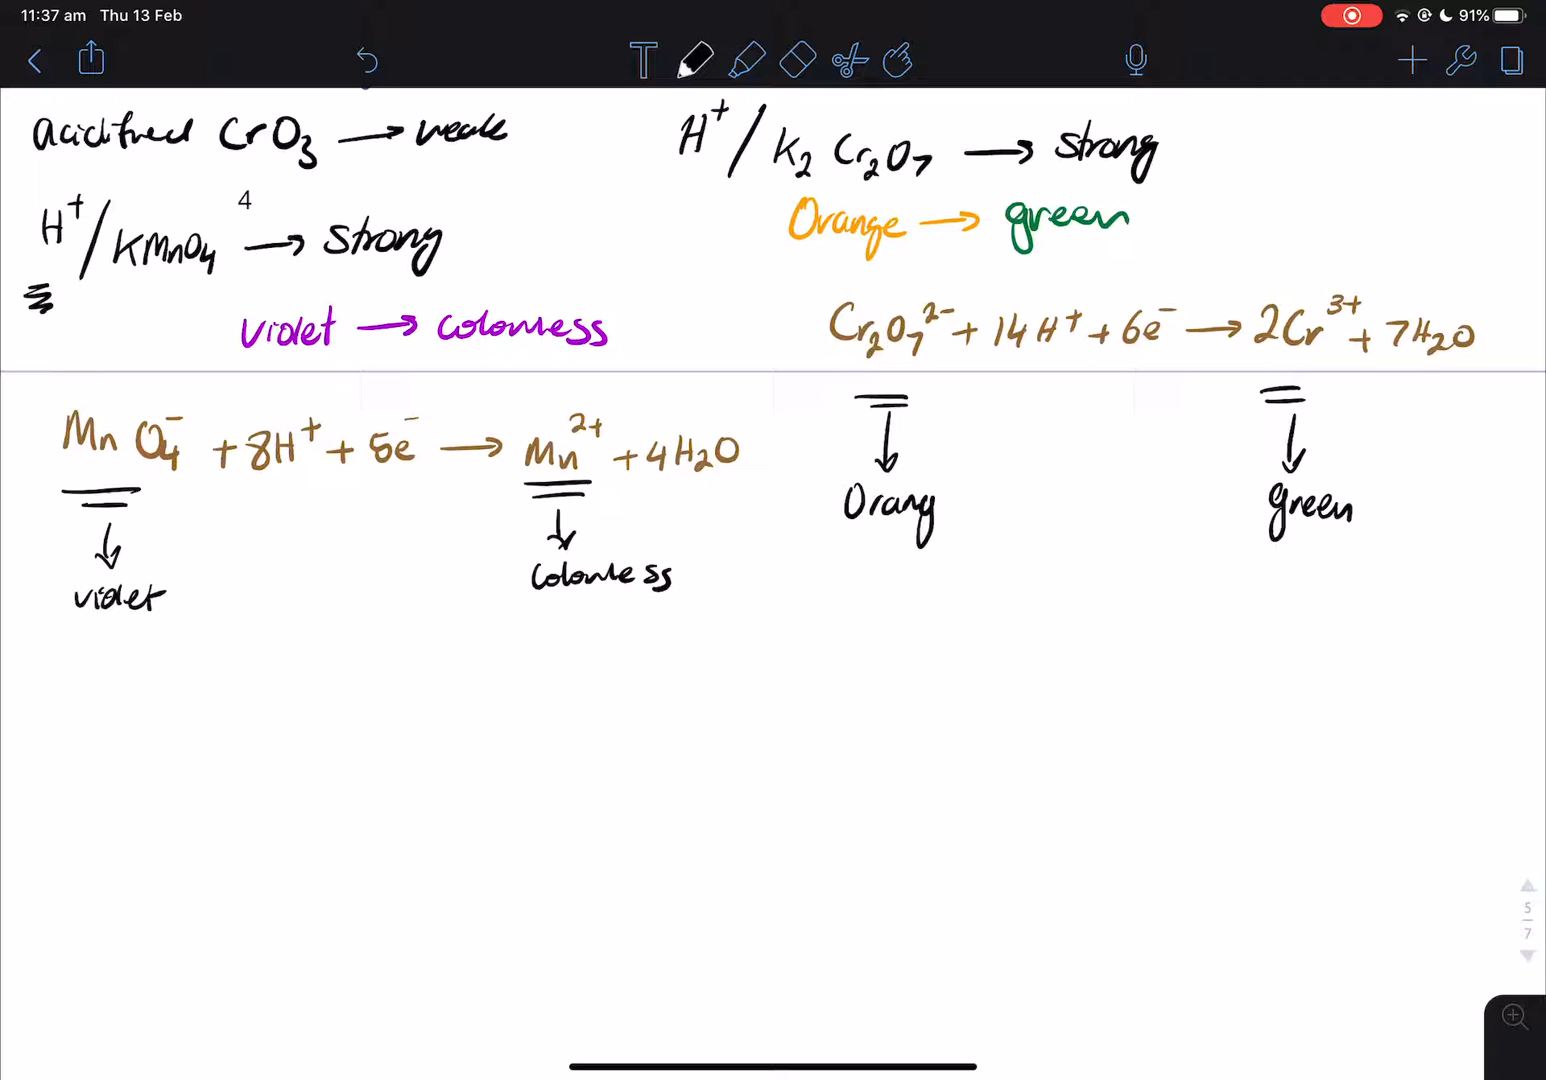 11:37 am Thu 13 Feb
91%
T
acidified CrO3 → weak
H+/K2Cr2O7 → strong
Orange → green
4
H+/KMnO4 → strong
violet → colorless
Cr2O7^2- + 14H+ + 6e- → 2Cr^3+ + 7H2O
Orang
green
MnO4^- + 8H+ + 5e- → Mn^2+ + 4H2O
violet
colorless
5
7